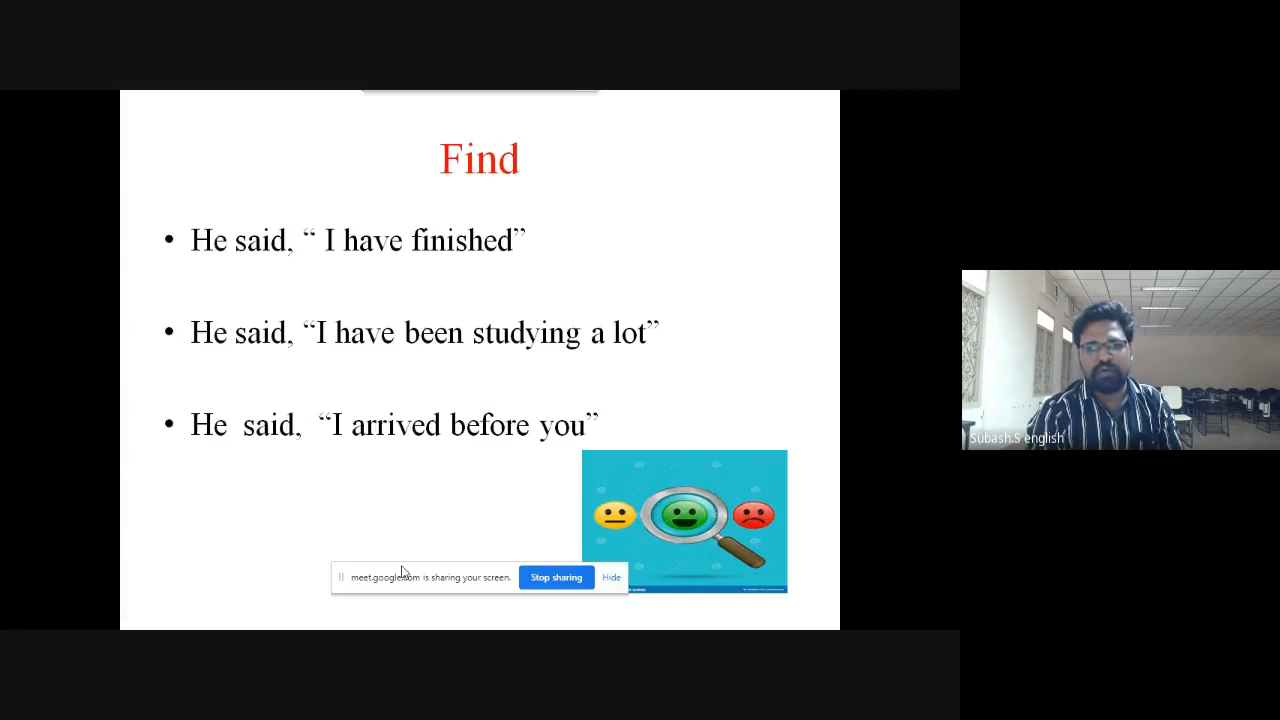 Find
• He said, “ I have finished”
• He said, “I have been studying a lot”
• He said, “I arrived before you”
meet.google.com is sharing your screen.
Stop sharing
Hide
Subash.S english